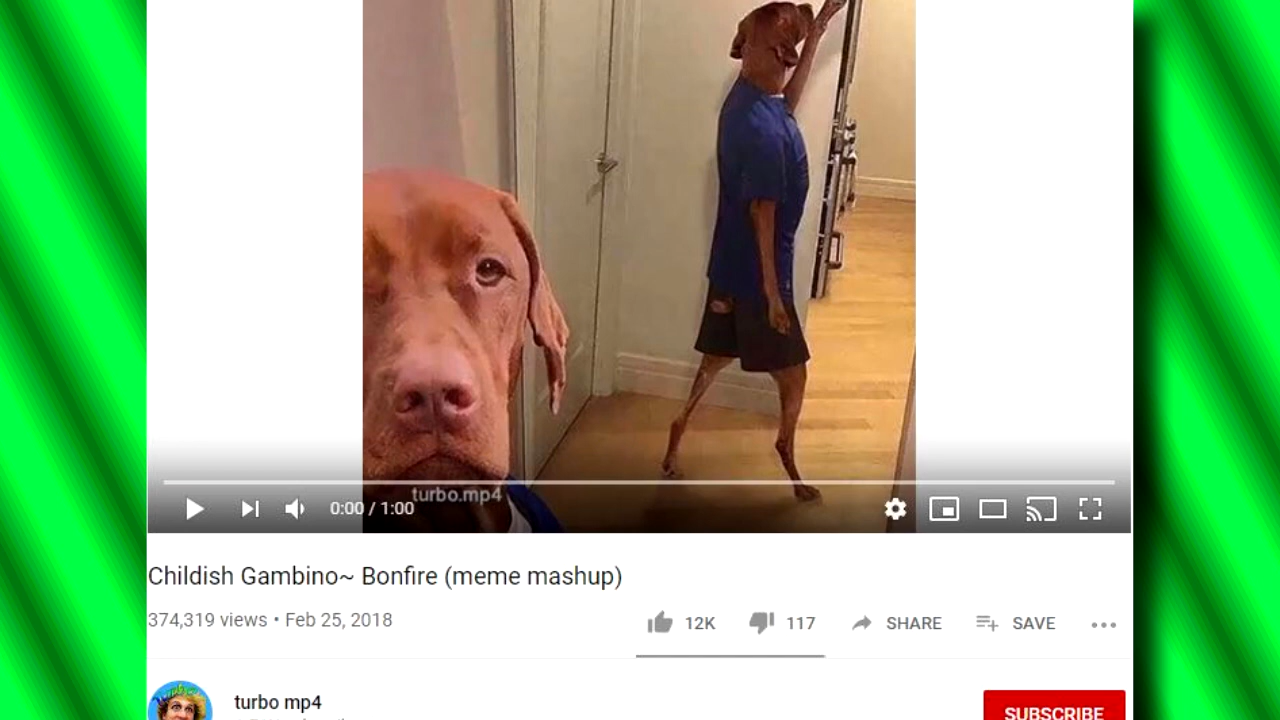 turbo.mp4
0:00 / 1:00
Childish Gambino~ Bonfire (meme mashup)
374,319 views • Feb 25, 2018
12K
117
SHARE
SAVE
turbo mp4
SUBSCRIBE